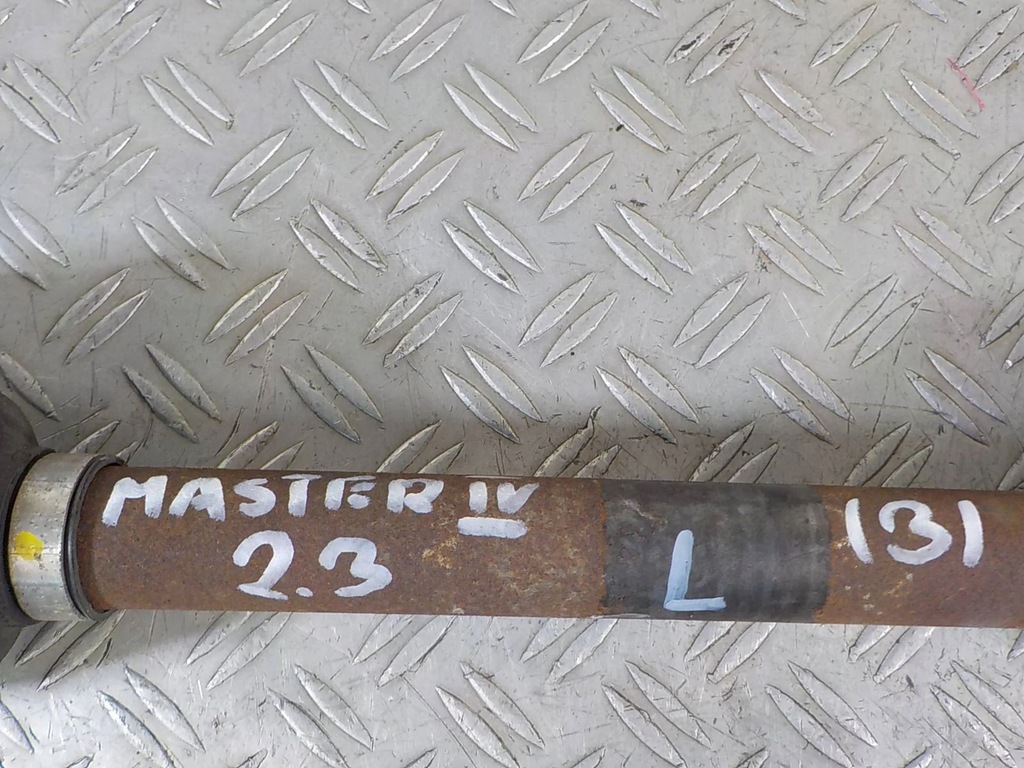 MASTER IV L (3)
2.3